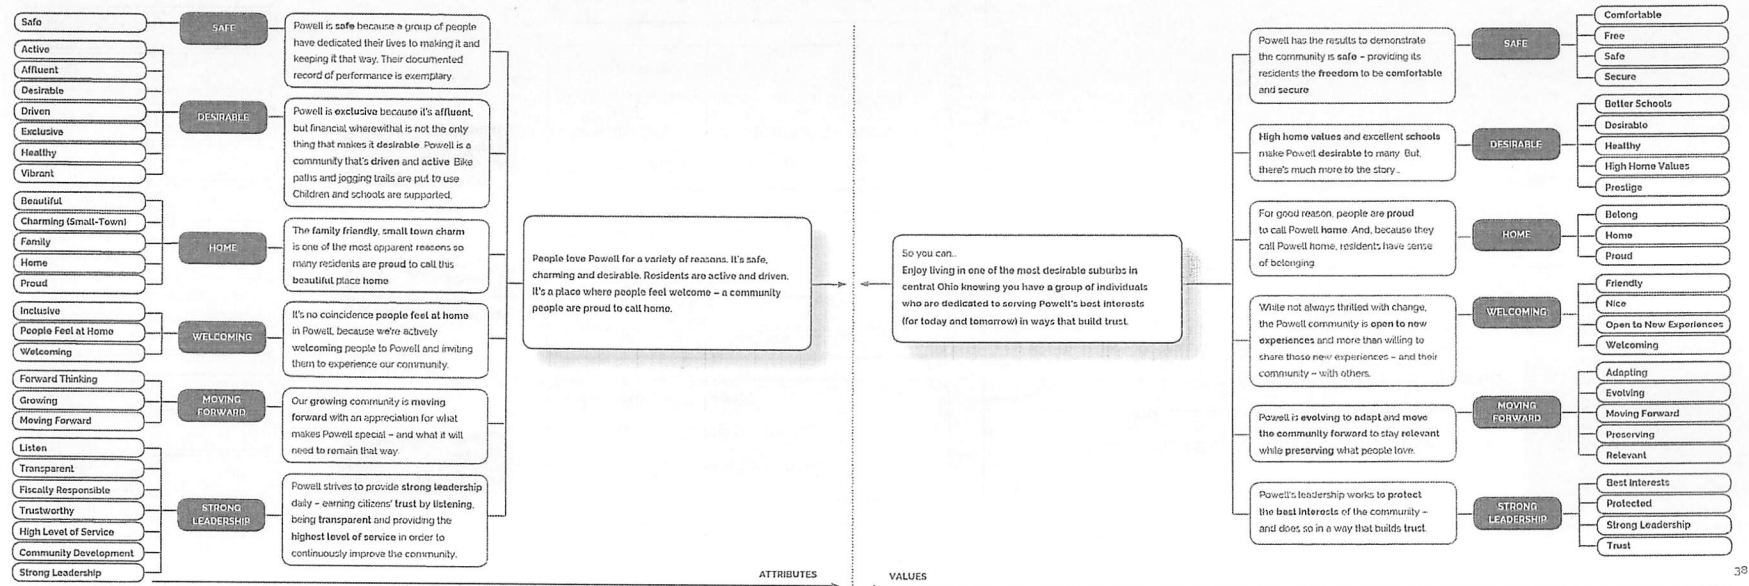 Safe
Active
Affluent
Desirable
Driven
Exclusive
Healthy
Vibrant
Beautiful
Charming (Small-Town)
Family
Home
Proud
Inclusive
People Feel at Home
Welcoming
Forward Thinking
Growing
Moving Forward
Listen
Transparent
Fiscally Responsible
Trustworthy
High Level of Service
Community Development
Strong Leadership
SAFE
DESIRABLE
HOME
WELCOMING
MOVING
FORWARD
STRONG
LEADERSHIP
Powell is safe because a group of people
have dedicated their lives to making it and
keeping it that way. Their documented
record of performance is exemplary.
Powell is exclusive because it's affluent,
but financial wherewithal is not the only
thing that makes it desirable. Powell is a
community that's driven and active. Bike
paths and jogging trails are put to use.
Children and schools are supported.
The family friendly, small town charm
is one of the most apparent reasons so
many residents are proud to call this
beautiful place home.
It's no coincidence people feel at home
in Powell, because we're actively
welcoming people to Powell and inviting
them to experience our community.
Our growing community is moving
forward with an appreciation for what
makes Powell special – and what it will
need to remain that way.
Powell strives to provide strong leadership
daily – earning citizens' trust by listening,
being transparent and providing the
highest level of service in order to
continuously improve the community.
People love Powell for a variety of reasons. It's safe,
charming and desirable. Residents are active and driven.
It's a place where people feel welcome – a community
people are proud to call home.
ATTRIBUTES
VALUES
So you can...
Enjoy living in one of the most desirable suburbs in
central Ohio knowing you have a group of individuals
who are dedicated to serving Powell's best interests
(for today and tomorrow) in ways that build trust.
Powell has the results to demonstrate
the community is safe – providing its
residents the freedom to be comfortable
and secure.
High home values and excellent schools
make Powell desirable to many. But,
there's much more to the story...
For good reason, people are proud
to call Powell home. And, because they
call Powell home, residents have sense
of belonging.
While not always thrilled with change,
the Powell community is open to new
experiences and more than willing to
share those new experiences – and their
community – with others.
Powell is evolving to adapt and move
the community forward to stay relevant
while preserving what people love.
Powell's leadership works to protect
the best interests of the community –
and does so in a way that builds trust.
SAFE
DESIRABLE
HOME
WELCOMING
MOVING
FORWARD
STRONG
LEADERSHIP
Comfortable
Free
Safe
Secure
Better Schools
Desirable
Healthy
High Home Values
Prestige
Belong
Home
Proud
Friendly
Nice
Open to New Experiences
Welcoming
Adapting
Evolving
Moving Forward
Preserving
Relevant
Best Interests
Protected
Strong Leadership
Trust
38